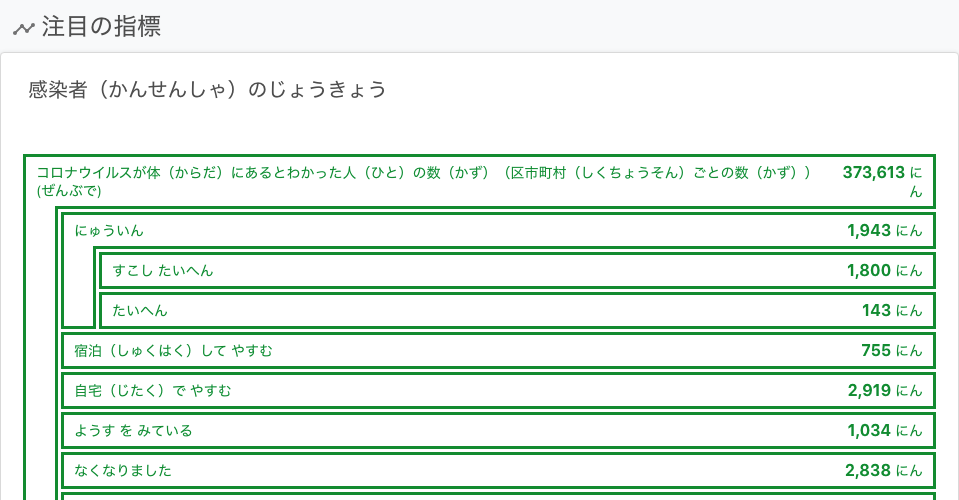 注目の指標
感染者（かんせんしゃ）のじょうきょう
コロナウイルスが体（からだ）にあるとわかった人（ひと）の数（かず）（区市町村（しくちょうそん）ごとの数（かず））
(ぜんぶで)
373,613 に
ん
にゅういん 1,943 にん
すこし たいへん 1,800 にん
たいへん 143 にん
宿泊（しゅくはく）して やすむ 755 にん
自宅（じたく）で やすむ 2,919 にん
ようす を みている 1,034 にん
なくなりました 2,838 にん